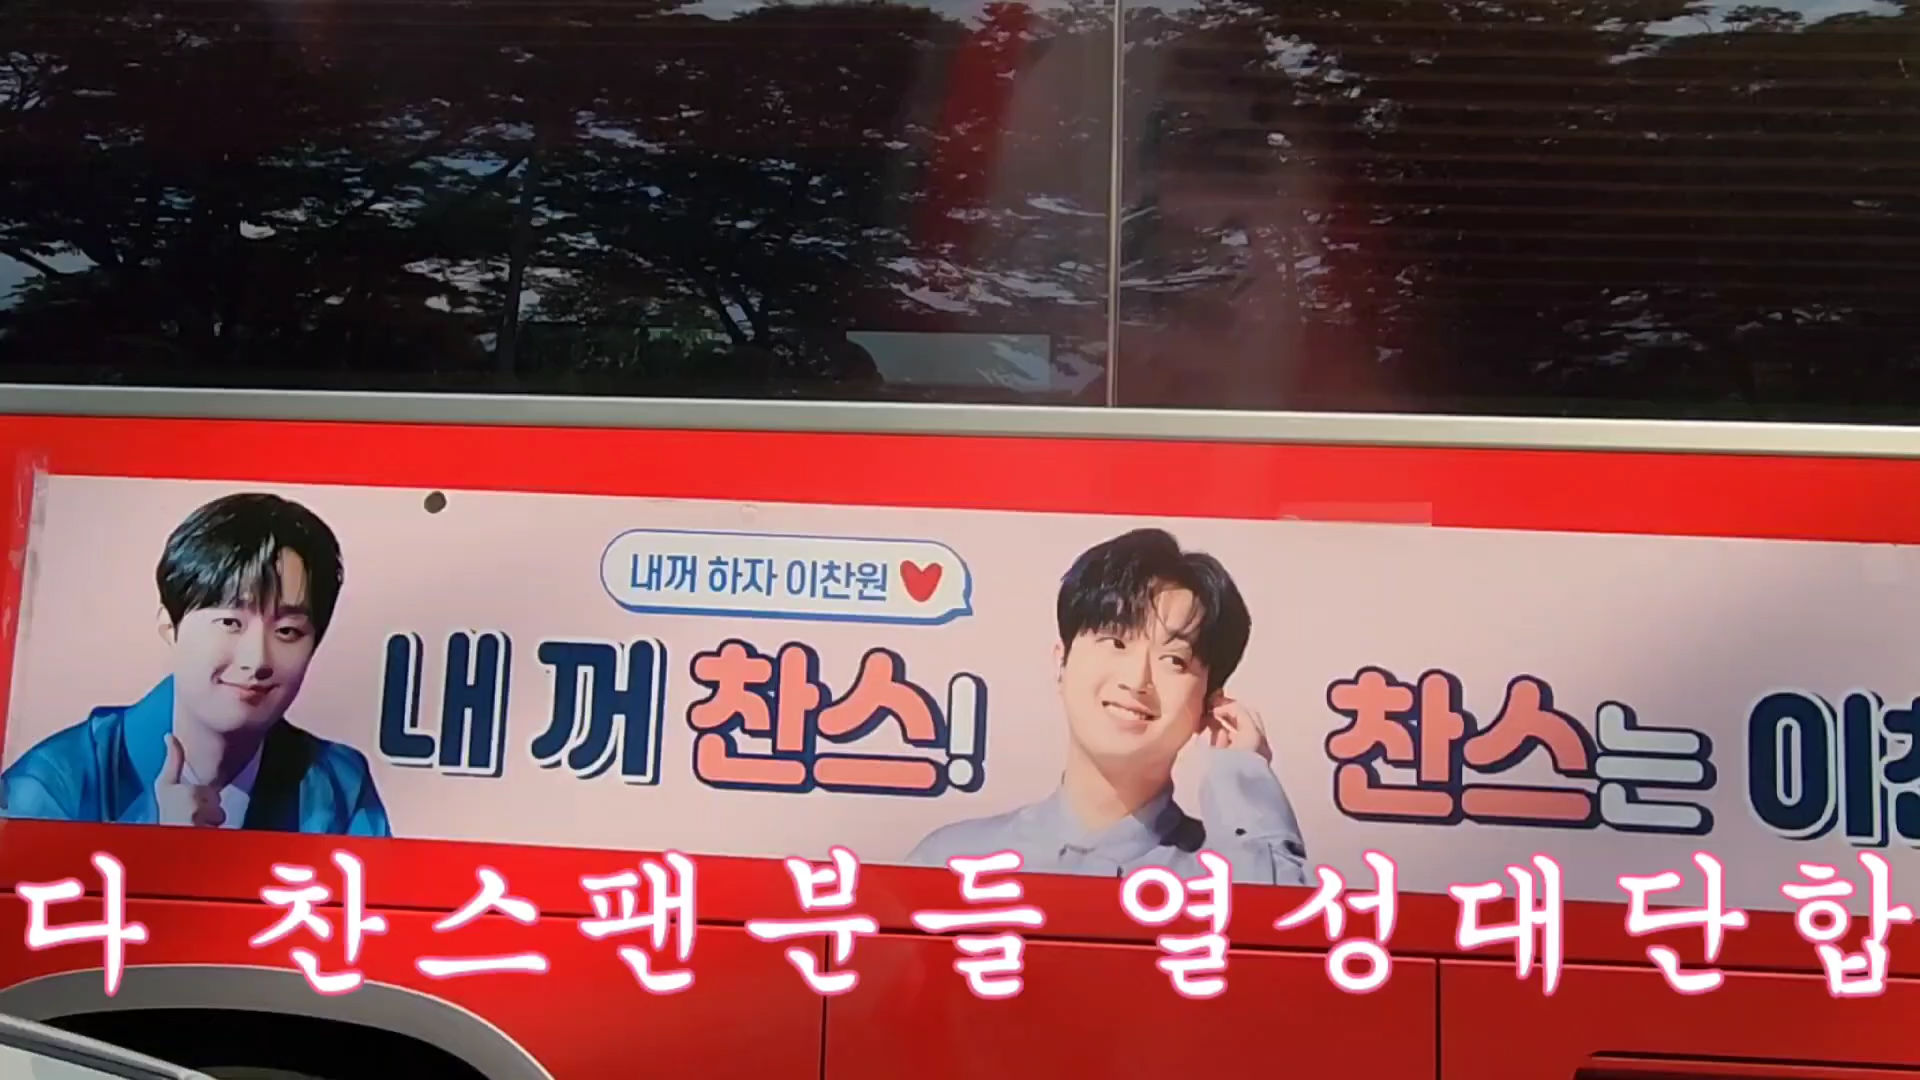 내꺼 하자 이찬원
내 꺼 찬스!
찬스는 이
다 찬스팬분들 열성대단합